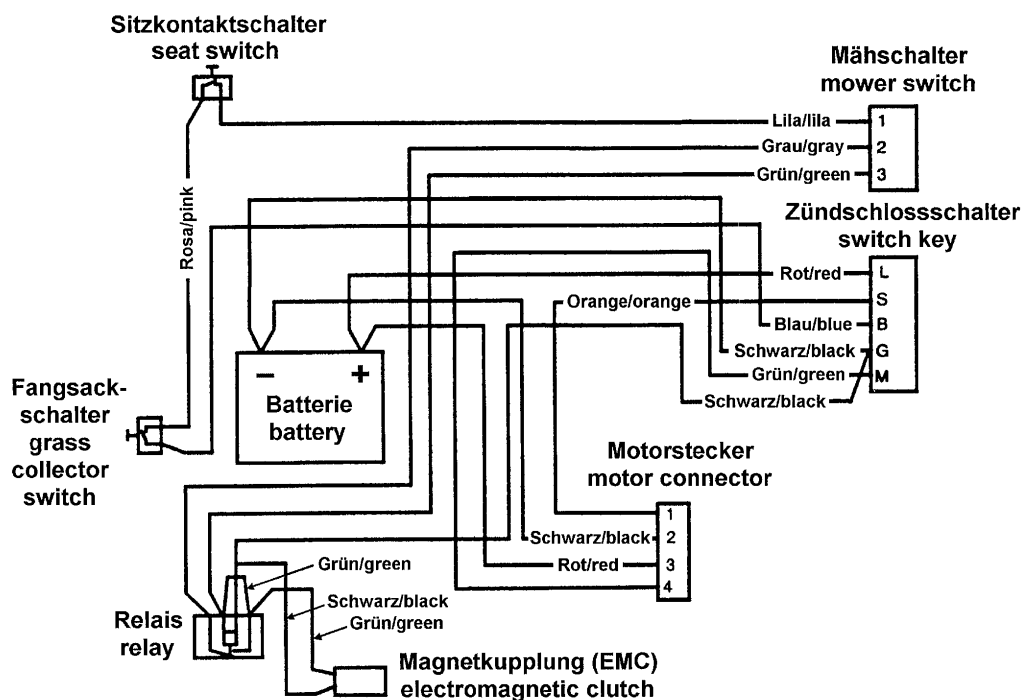 Sitzkontaktschalter
seat switch
Mähschalter
mower switch
Lila/lila
1
Grau/gray
2
Grün/green
3
Rosa/pink
Zündschlossschalter
switch key
Rot/red
L
Orange/orange
S
Blau/blue
B
Schwarz/black
G
Grün/green
M
Schwarz/black
– +
Batterie
battery
Fangsack-
schalter
grass
collector
switch
Motorstecker
motor connector
1
Schwarz/black
2
Rot/red
3
4
Grün/green
Schwarz/black
Grün/green
Relais
relay
Magnetkupplung (EMC)
electromagnetic clutch